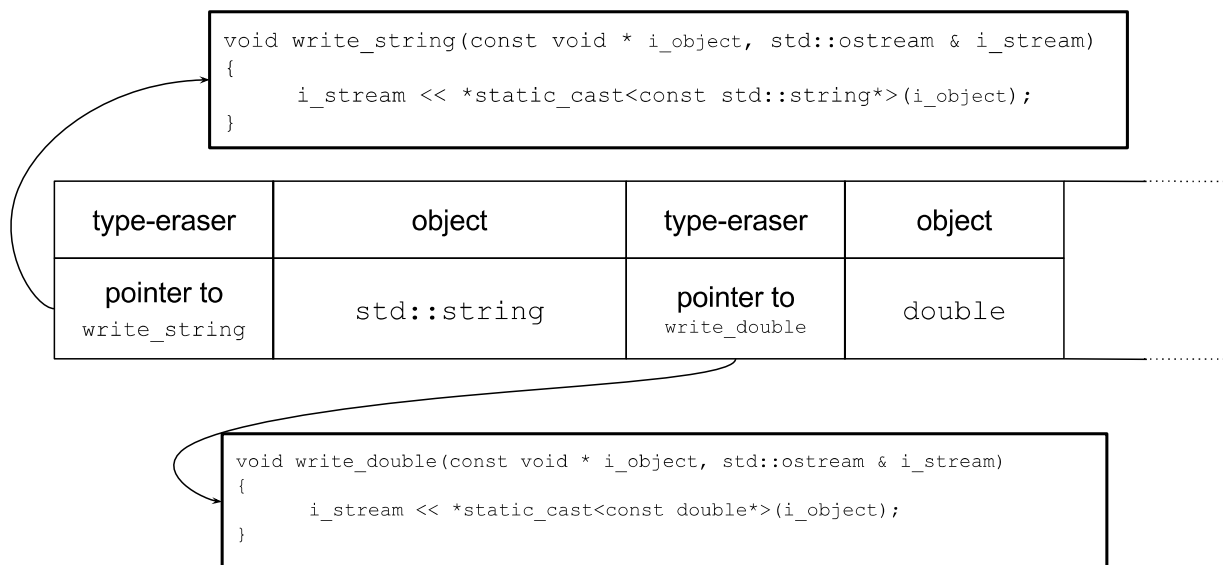 void write_string(const void * i_object, std::ostream & i_stream)
{
i_stream << *static_cast<const std::string*>(i_object);
}
type-eraser object type-eraser object
pointer to write_string std::string pointer to write_double double
void write_double(const void * i_object, std::ostream & i_stream)
{
i_stream << *static_cast<const double*>(i_object);
}